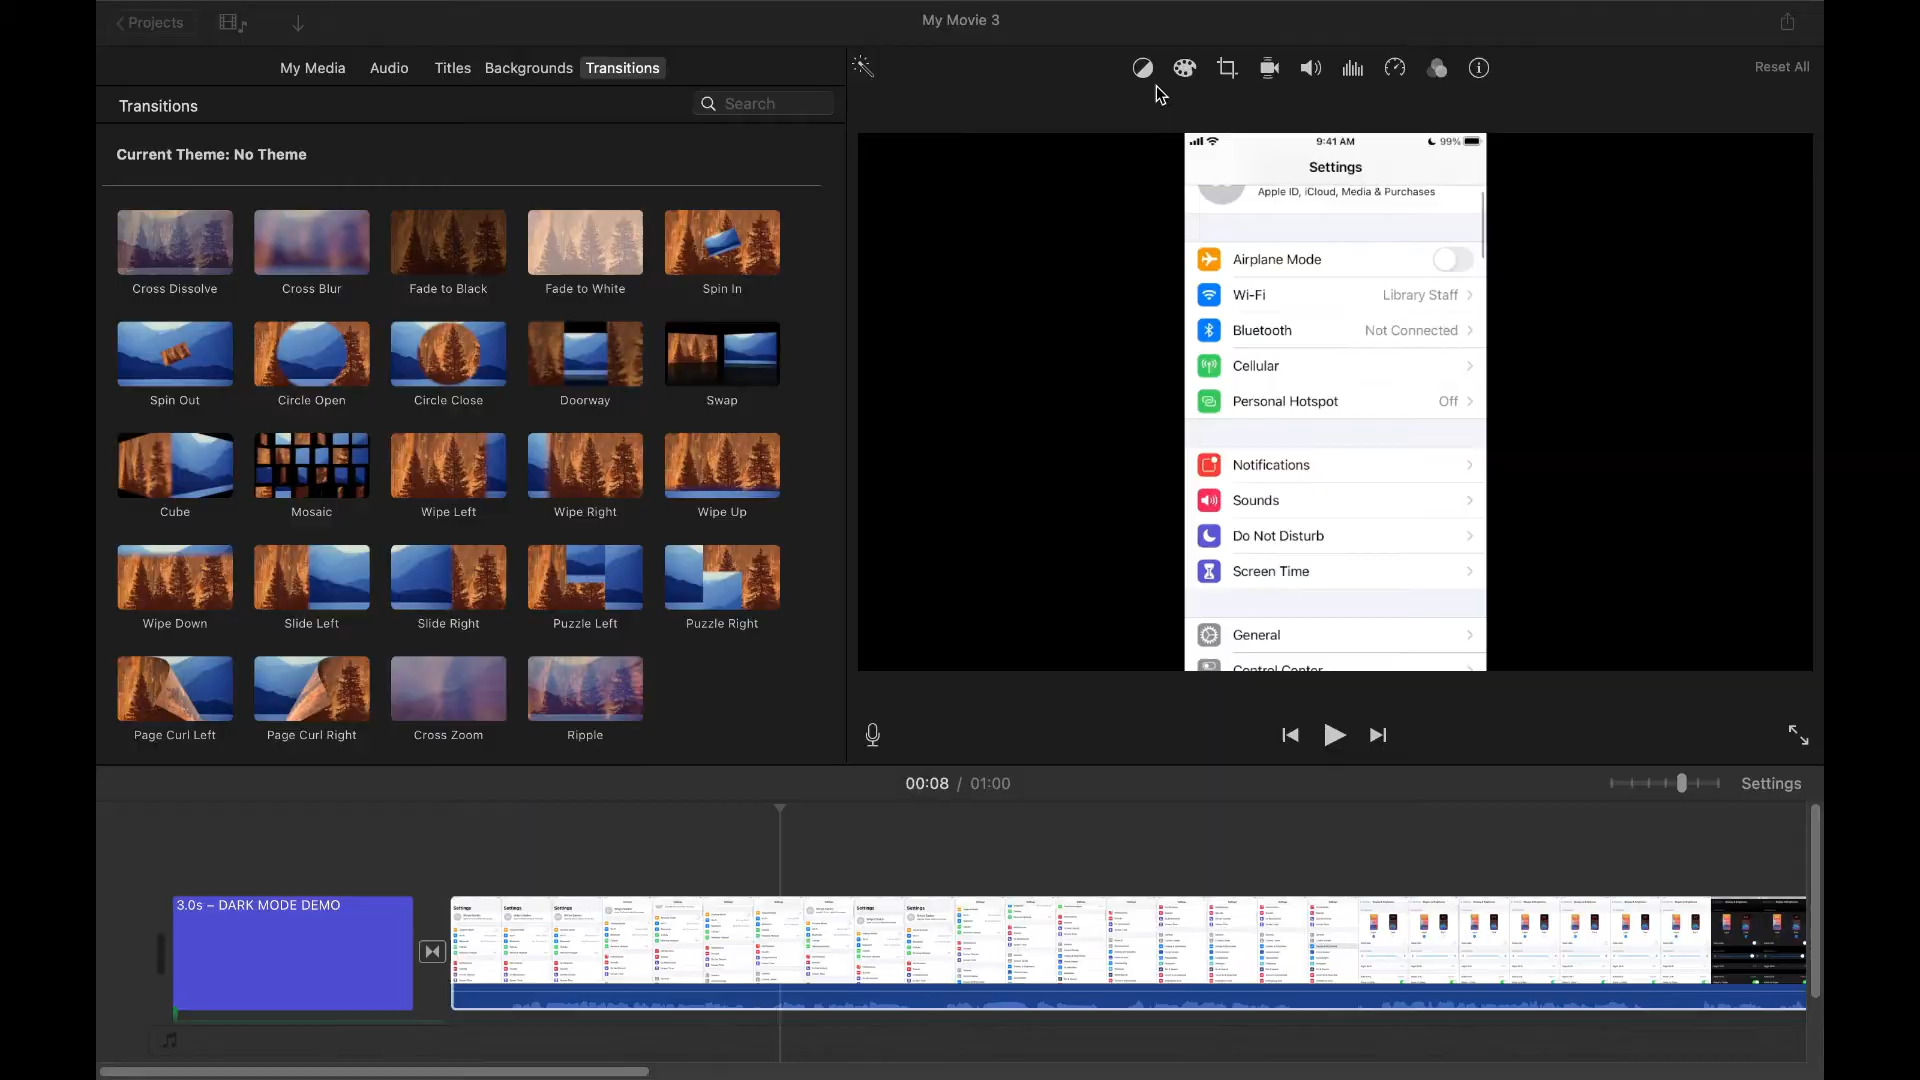 Projects
My Movie 3
My Media Audio Titles Backgrounds Transitions
Reset All
Transitions
Search
Current Theme: No Theme
Cross Dissolve
Cross Blur
Fade to Black
Fade to White
Spin In
Spin Out
Circle Open
Circle Close
Doorway
Swap
Cube
Mosaic
Wipe Left
Wipe Right
Wipe Up
Wipe Down
Slide Left
Slide Right
Puzzle Left
Puzzle Right
Page Curl Left
Page Curl Right
Cross Zoom
Ripple
9:41 AM
99%
Settings
Apple ID, iCloud, Media & Purchases
Airplane Mode
Wi-Fi Library Staff
Bluetooth Not Connected
Cellular
Personal Hotspot Off
Notifications
Sounds
Do Not Disturb
Screen Time
General
Control Center
00:08 / 01:00
Settings
3.0s – DARK MODE DEMO
Settings
Settings
Settings